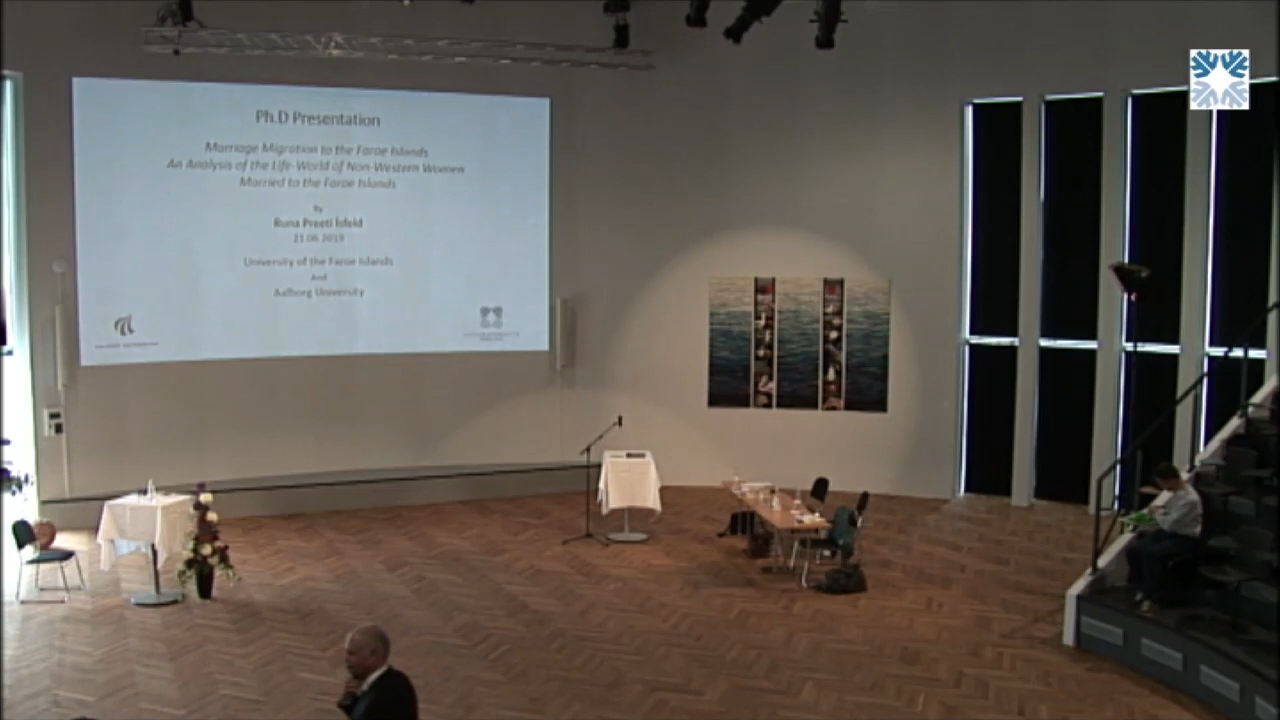 Ph.D Presentation
Marriage Migration to the Faroe Islands
An Analysis of the Life-World of Non-Western Women
Married to the Faroe Islands
By
Runa Preeti Ísfeld
21.06.2019
University of the Faroe Islands
And
Aalborg University